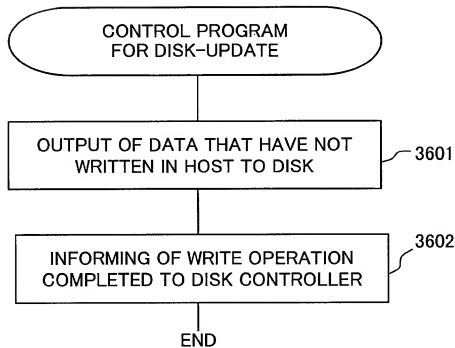 CONTROL PROGRAM
FOR DISK-UPDATE
OUTPUT OF DATA THAT HAVE NOT
WRITTEN IN HOST TO DISK
3601
INFORMING OF WRITE OPERATION
COMPLETED TO DISK CONTROLLER
3602
END